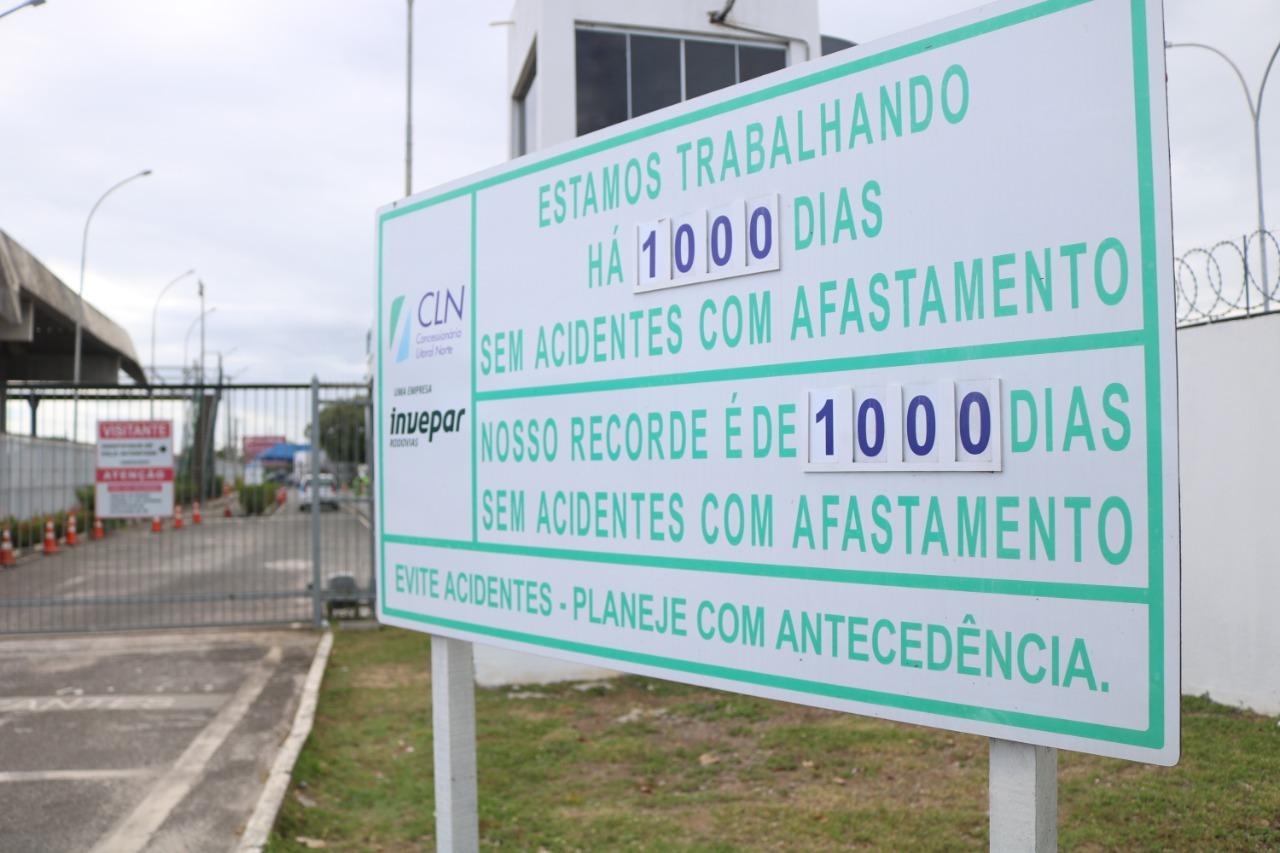 ESTAMOS TRABALHANDO
HÁ 1000 DIAS
SEM ACIDENTES COM AFASTAMENTO
CLN
Concessionária
Litoral Norte
UMA EMPRESA
invepar
RODOVIAS
NOSSO RECORDE É DE 1000 DIAS
SEM ACIDENTES COM AFASTAMENTO
EVITE ACIDENTES - PLANEJE COM ANTECEDÊNCIA.
VISITANTE
ATENÇÃO